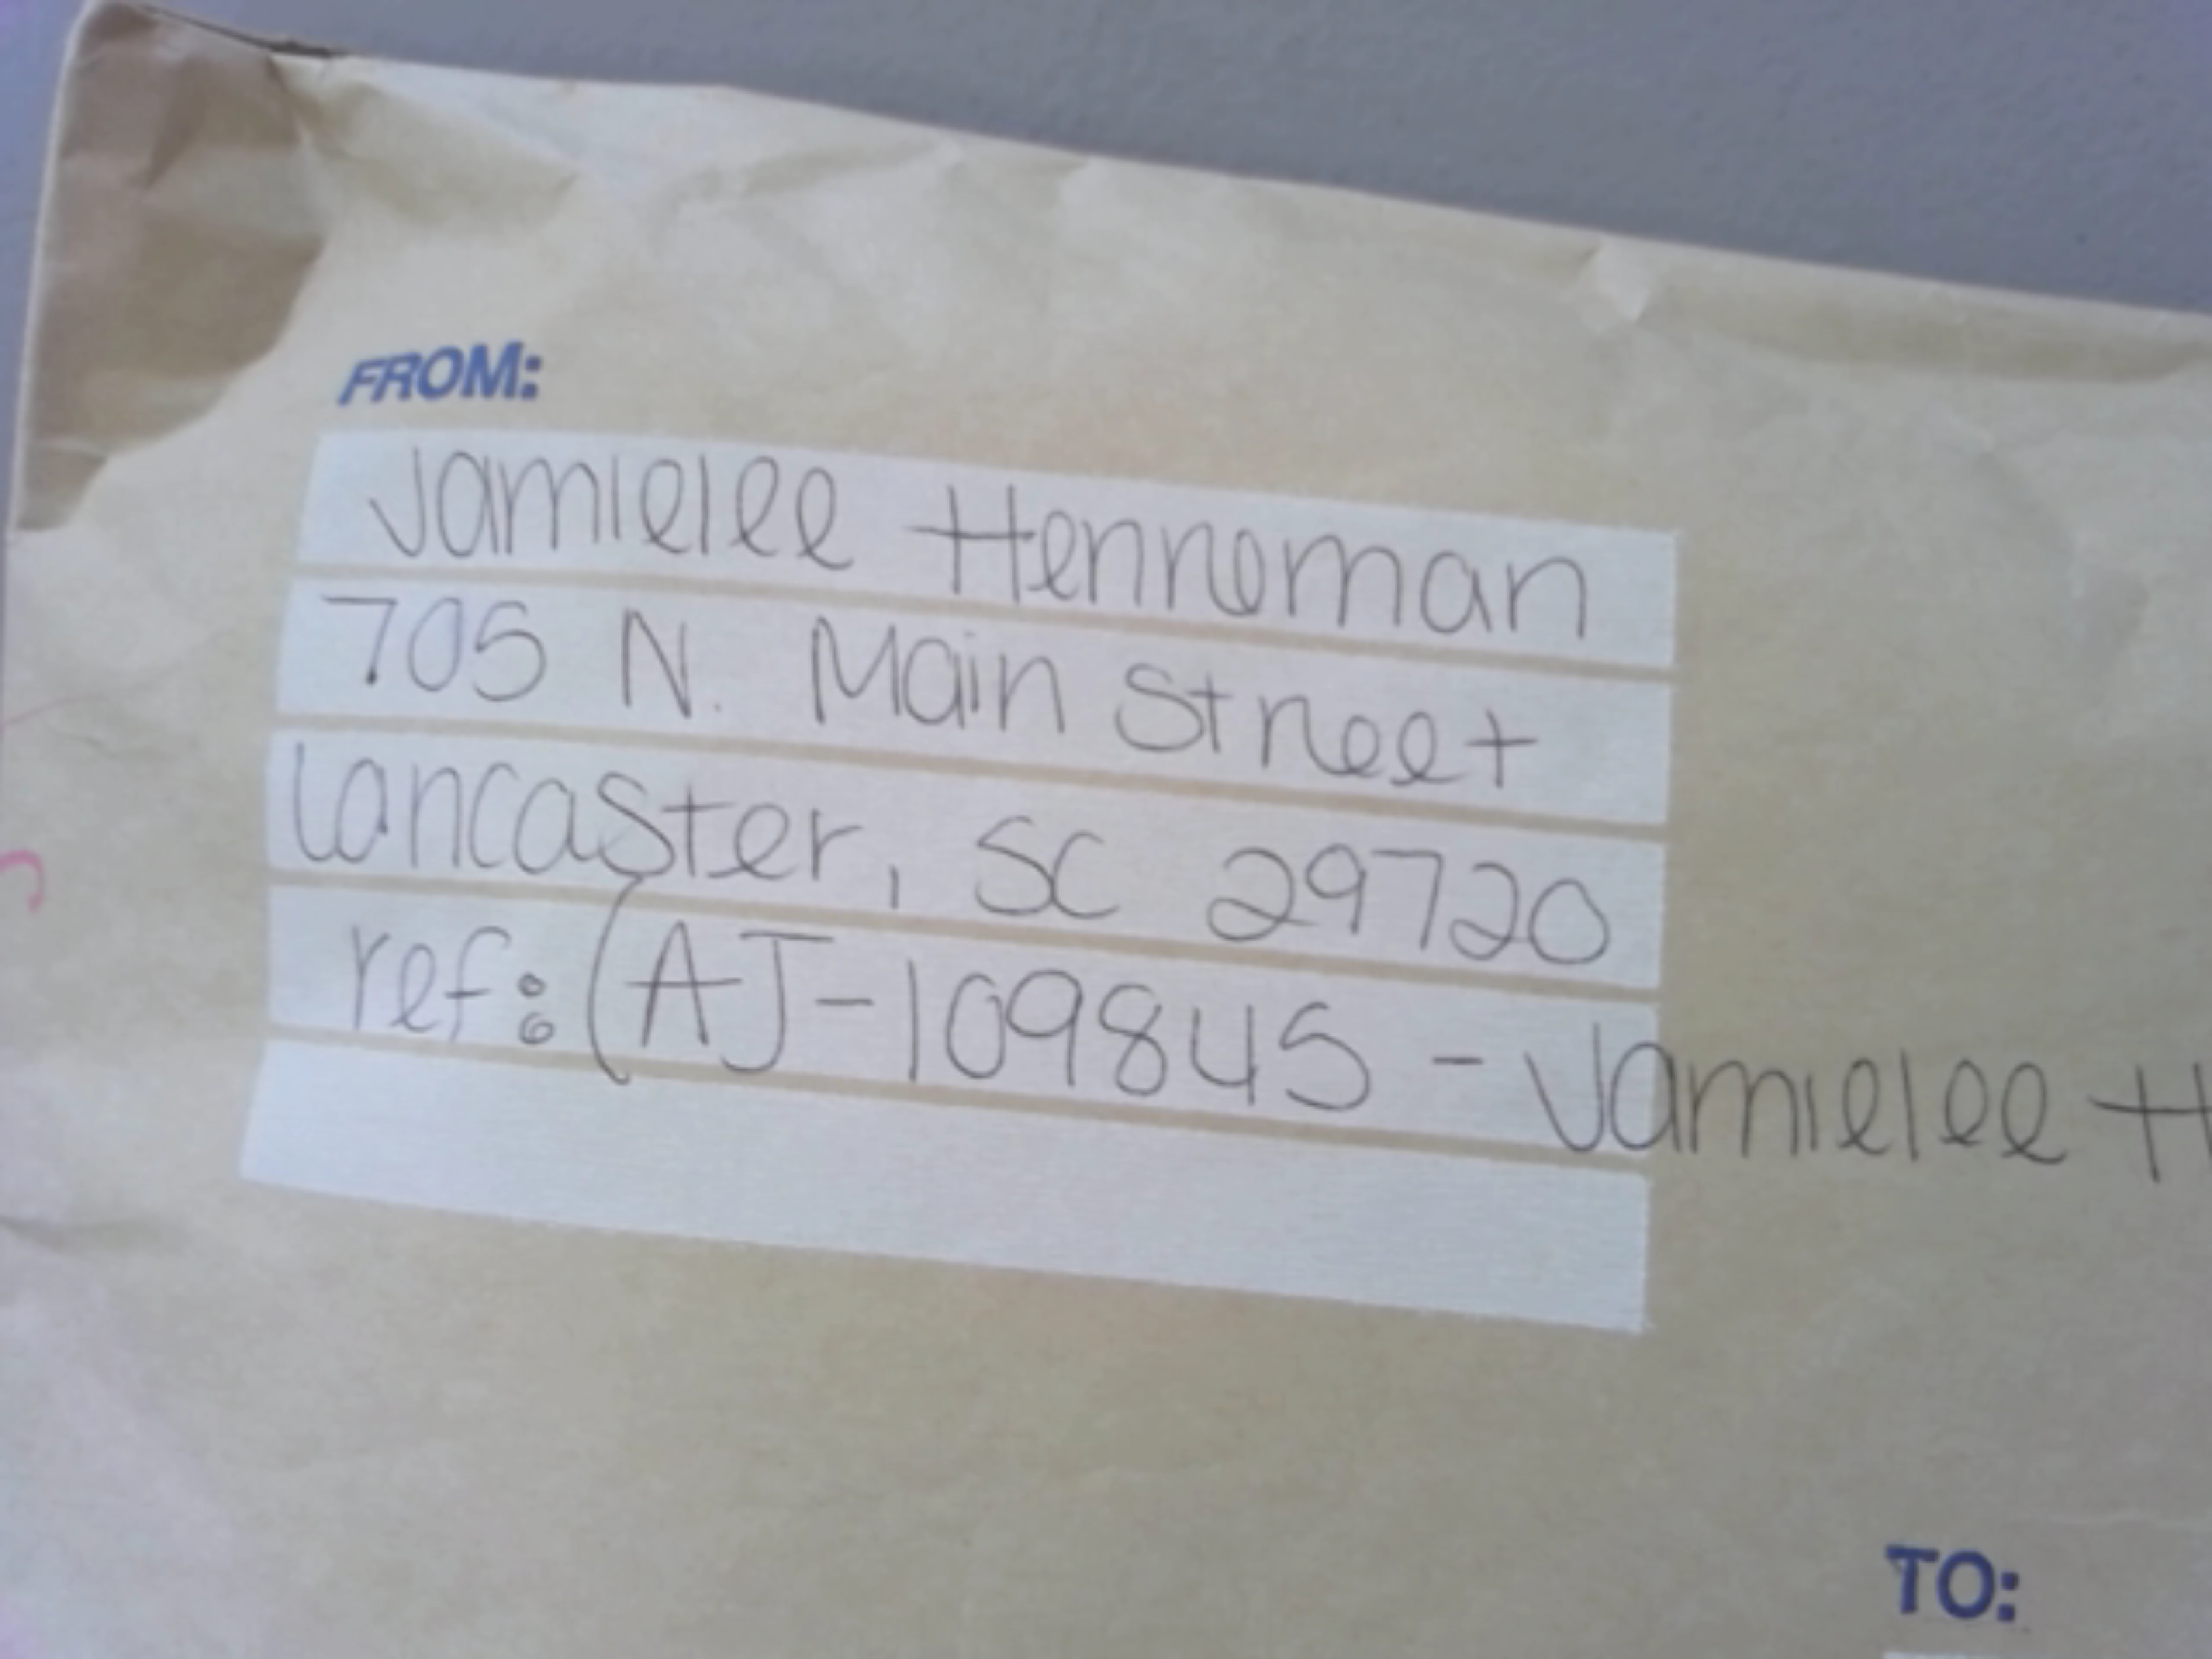 FROM:
Jamielee Henneman
705 N. Main Street
Lancaster, SC 29720
ref: (AJ-109845 - Jamielee H
TO: